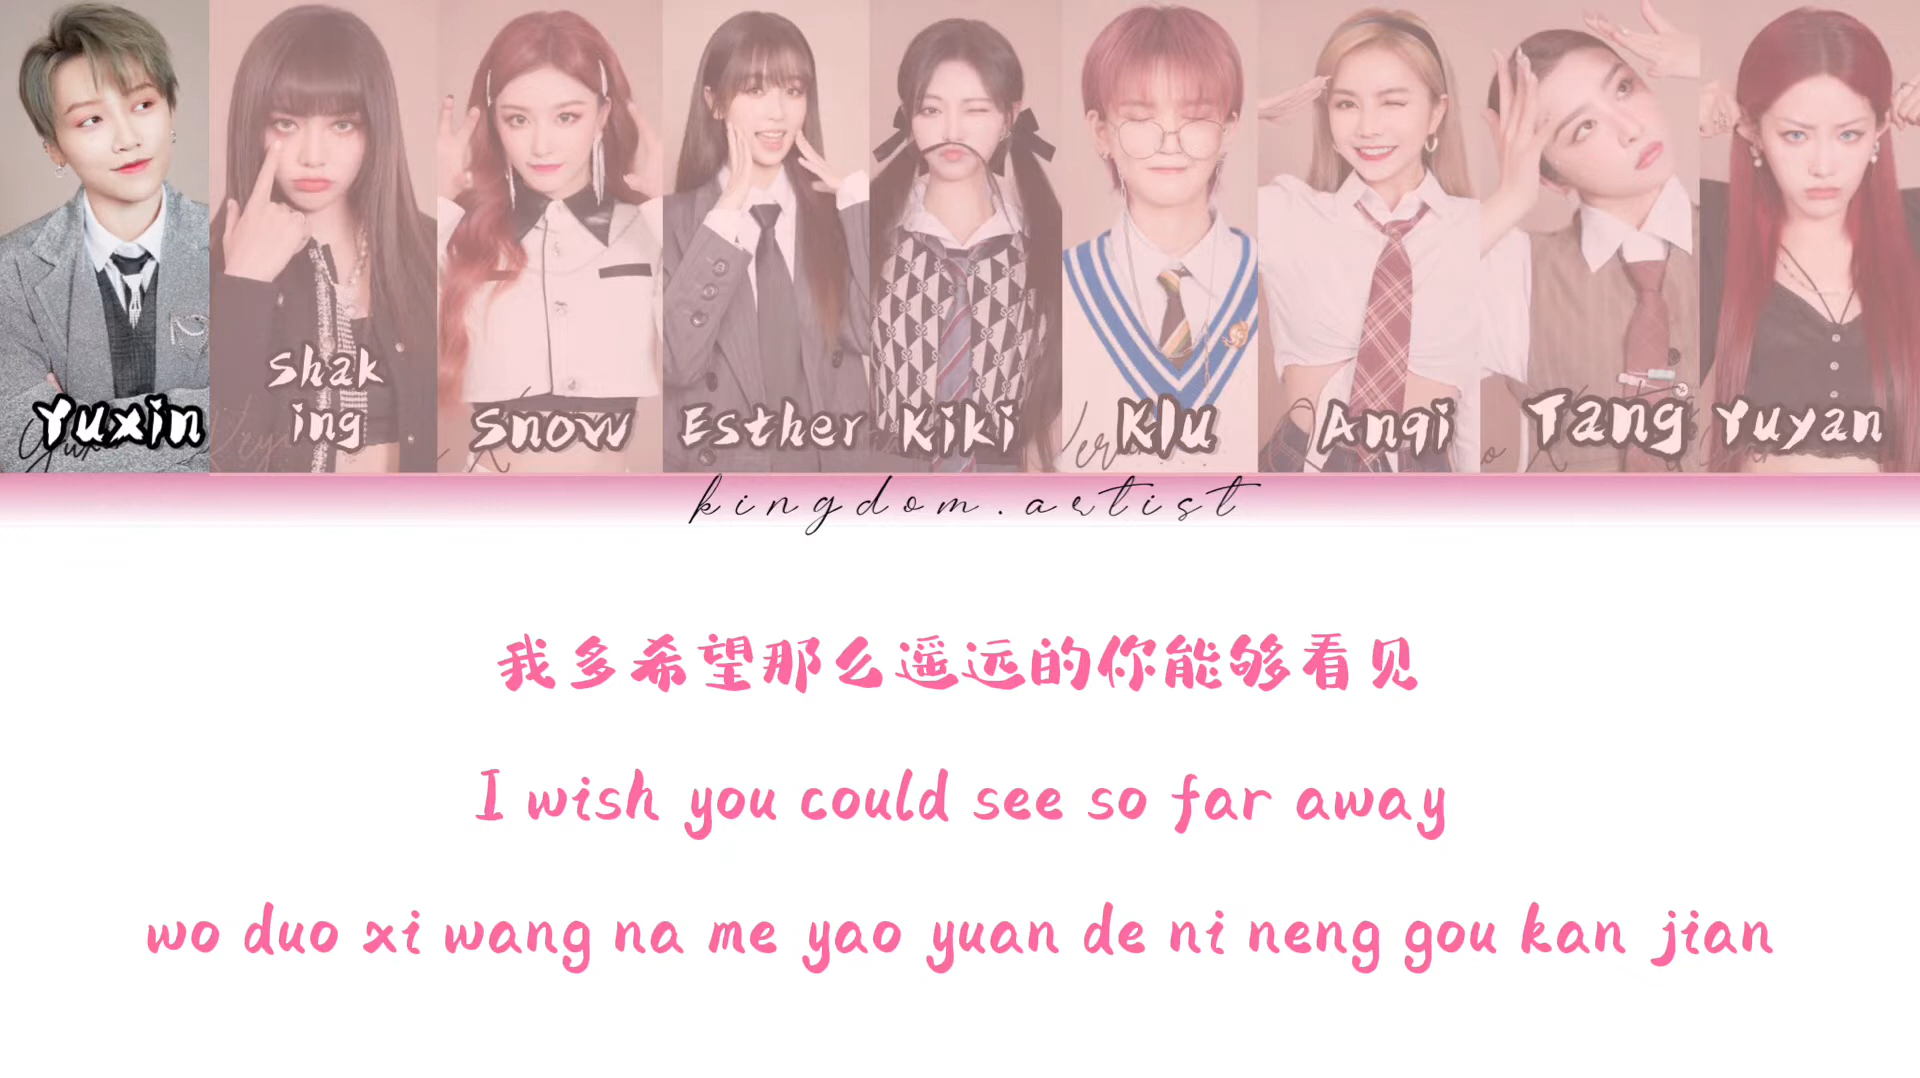 Yuxin
Shak
ing
Snow
Esther
Kiki
Klu
Anqi
Tang
Yuyan
kingdom.artist
我多希望那么遥远的你能够看见
I wish you could see so far away
wo duo xi wang na me yao yuan de ni neng gou kan jian